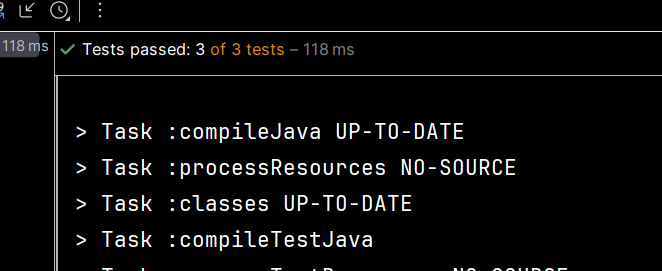 118 ms
Tests passed: 3 of 3 tests – 118 ms
> Task :compileJava UP-TO-DATE
> Task :processResources NO-SOURCE
> Task :classes UP-TO-DATE
> Task :compileTestJava